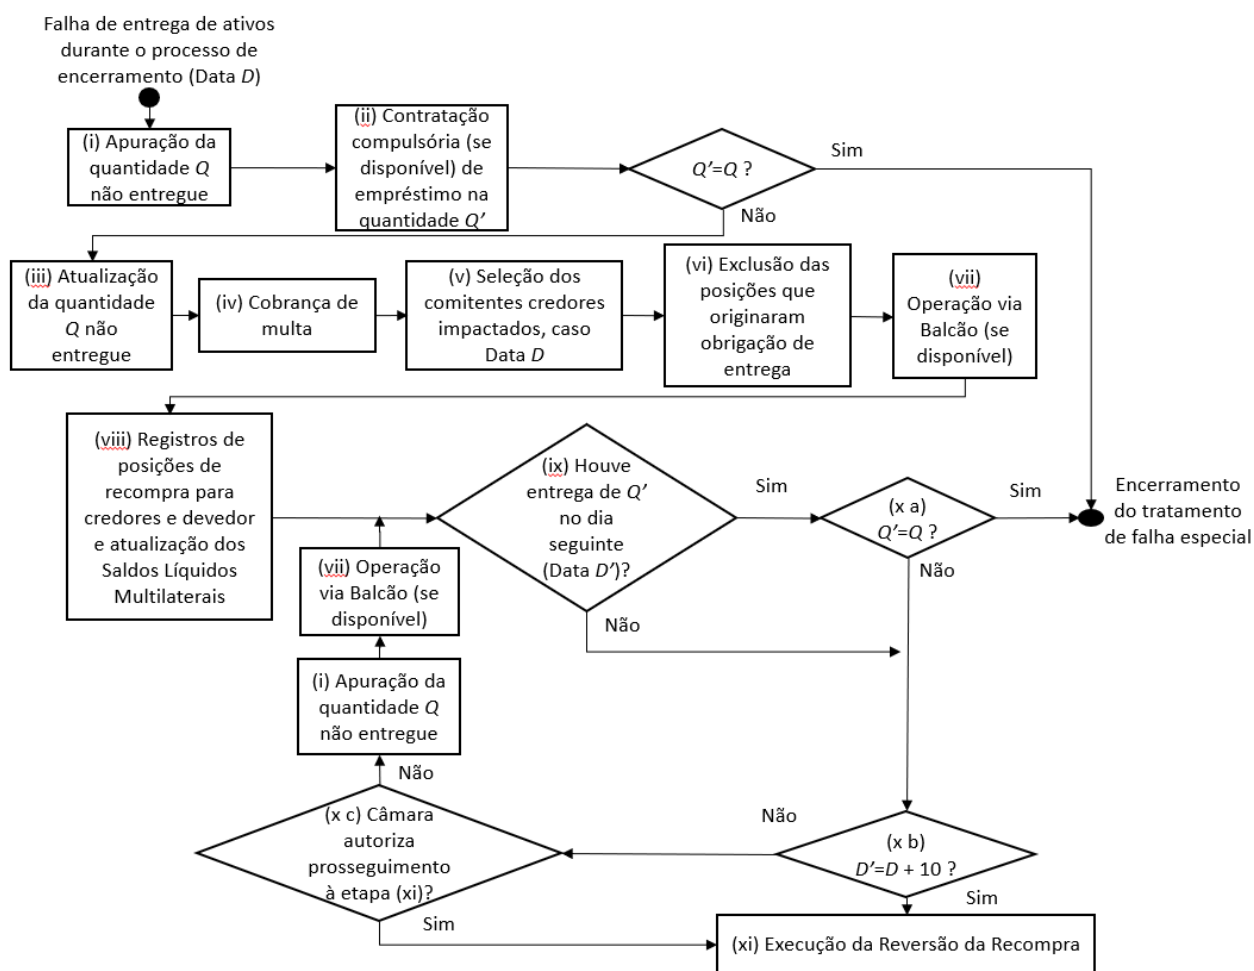 Falha de entrega de ativos
durante o processo de
encerramento (Data D)
(i) Apuração da
quantidade Q
não entregue
(ii) Contratação
compulsória (se
disponível) de
empréstimo na
quantidade Q’
Q’=Q ?
Sim
Não
(iii) Atualização
da quantidade
Q não
entregue
(iv) Cobrança de
multa
(v) Seleção dos
comitentes credores
impactados, caso
Data D
(vi) Exclusão das
posições que
originaram
obrigação de
entrega
(vii)
Operação via
Balcão (se
disponível)
(viii) Registros de
posições de
recompra para
credores e devedor
e atualização dos
Saldos Líquidos
Multilaterais
(ix) Houve
entrega de Q’
no dia
seguinte
(Data D’)?
Sim
Não
(x a)
Q’=Q ?
Sim
Não
Encerramento
do tratamento
de falha especial
(vii) Operação
via Balcão (se
disponível)
(i) Apuração da
quantidade Q
não entregue
Não
(x c) Câmara
autoriza
prosseguimento
à etapa (xi)?
Sim
Não
(x b)
D’=D + 10 ?
Sim
(xi) Execução da Reversão da Recompra